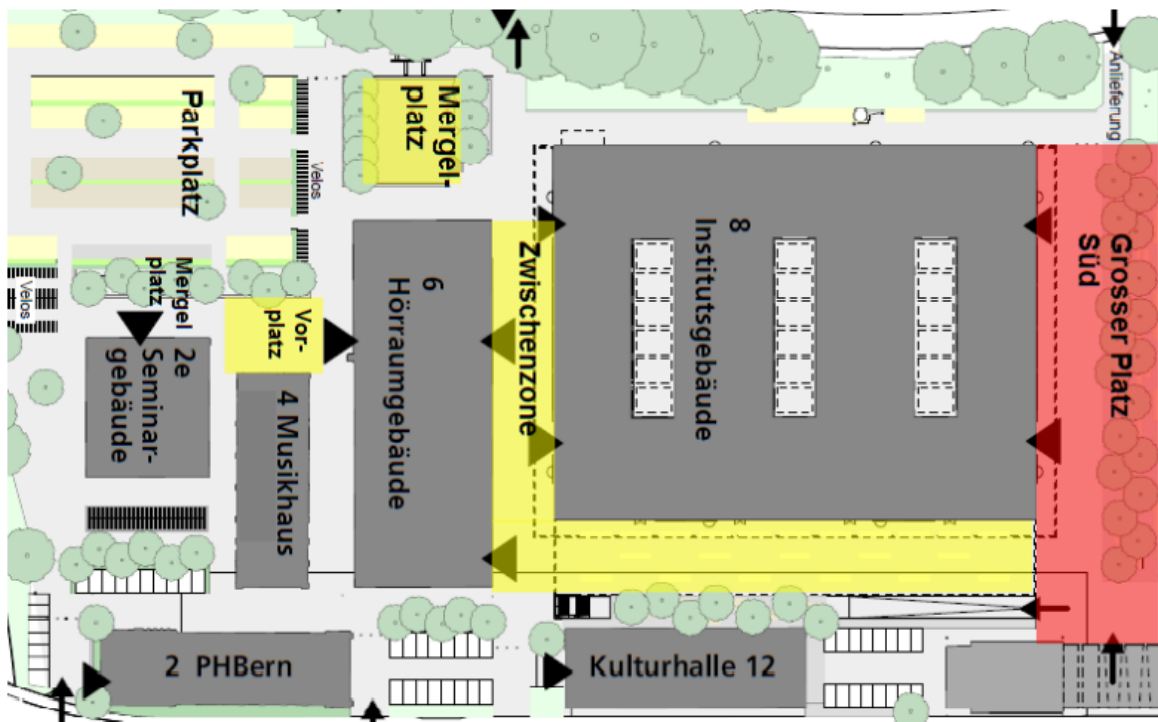 Parkplatz
Velos
Mergel-
platz
Anlieferung
Velos
Mergel
platz
Vor-
platz
2e
Seminar-
gebäude
4 Musikhaus
6
Hörraumgebäude
Zwischenzone
8
Institutsgebäude
Grosser Platz
Süd
2 PHBern
Kulturhalle 12